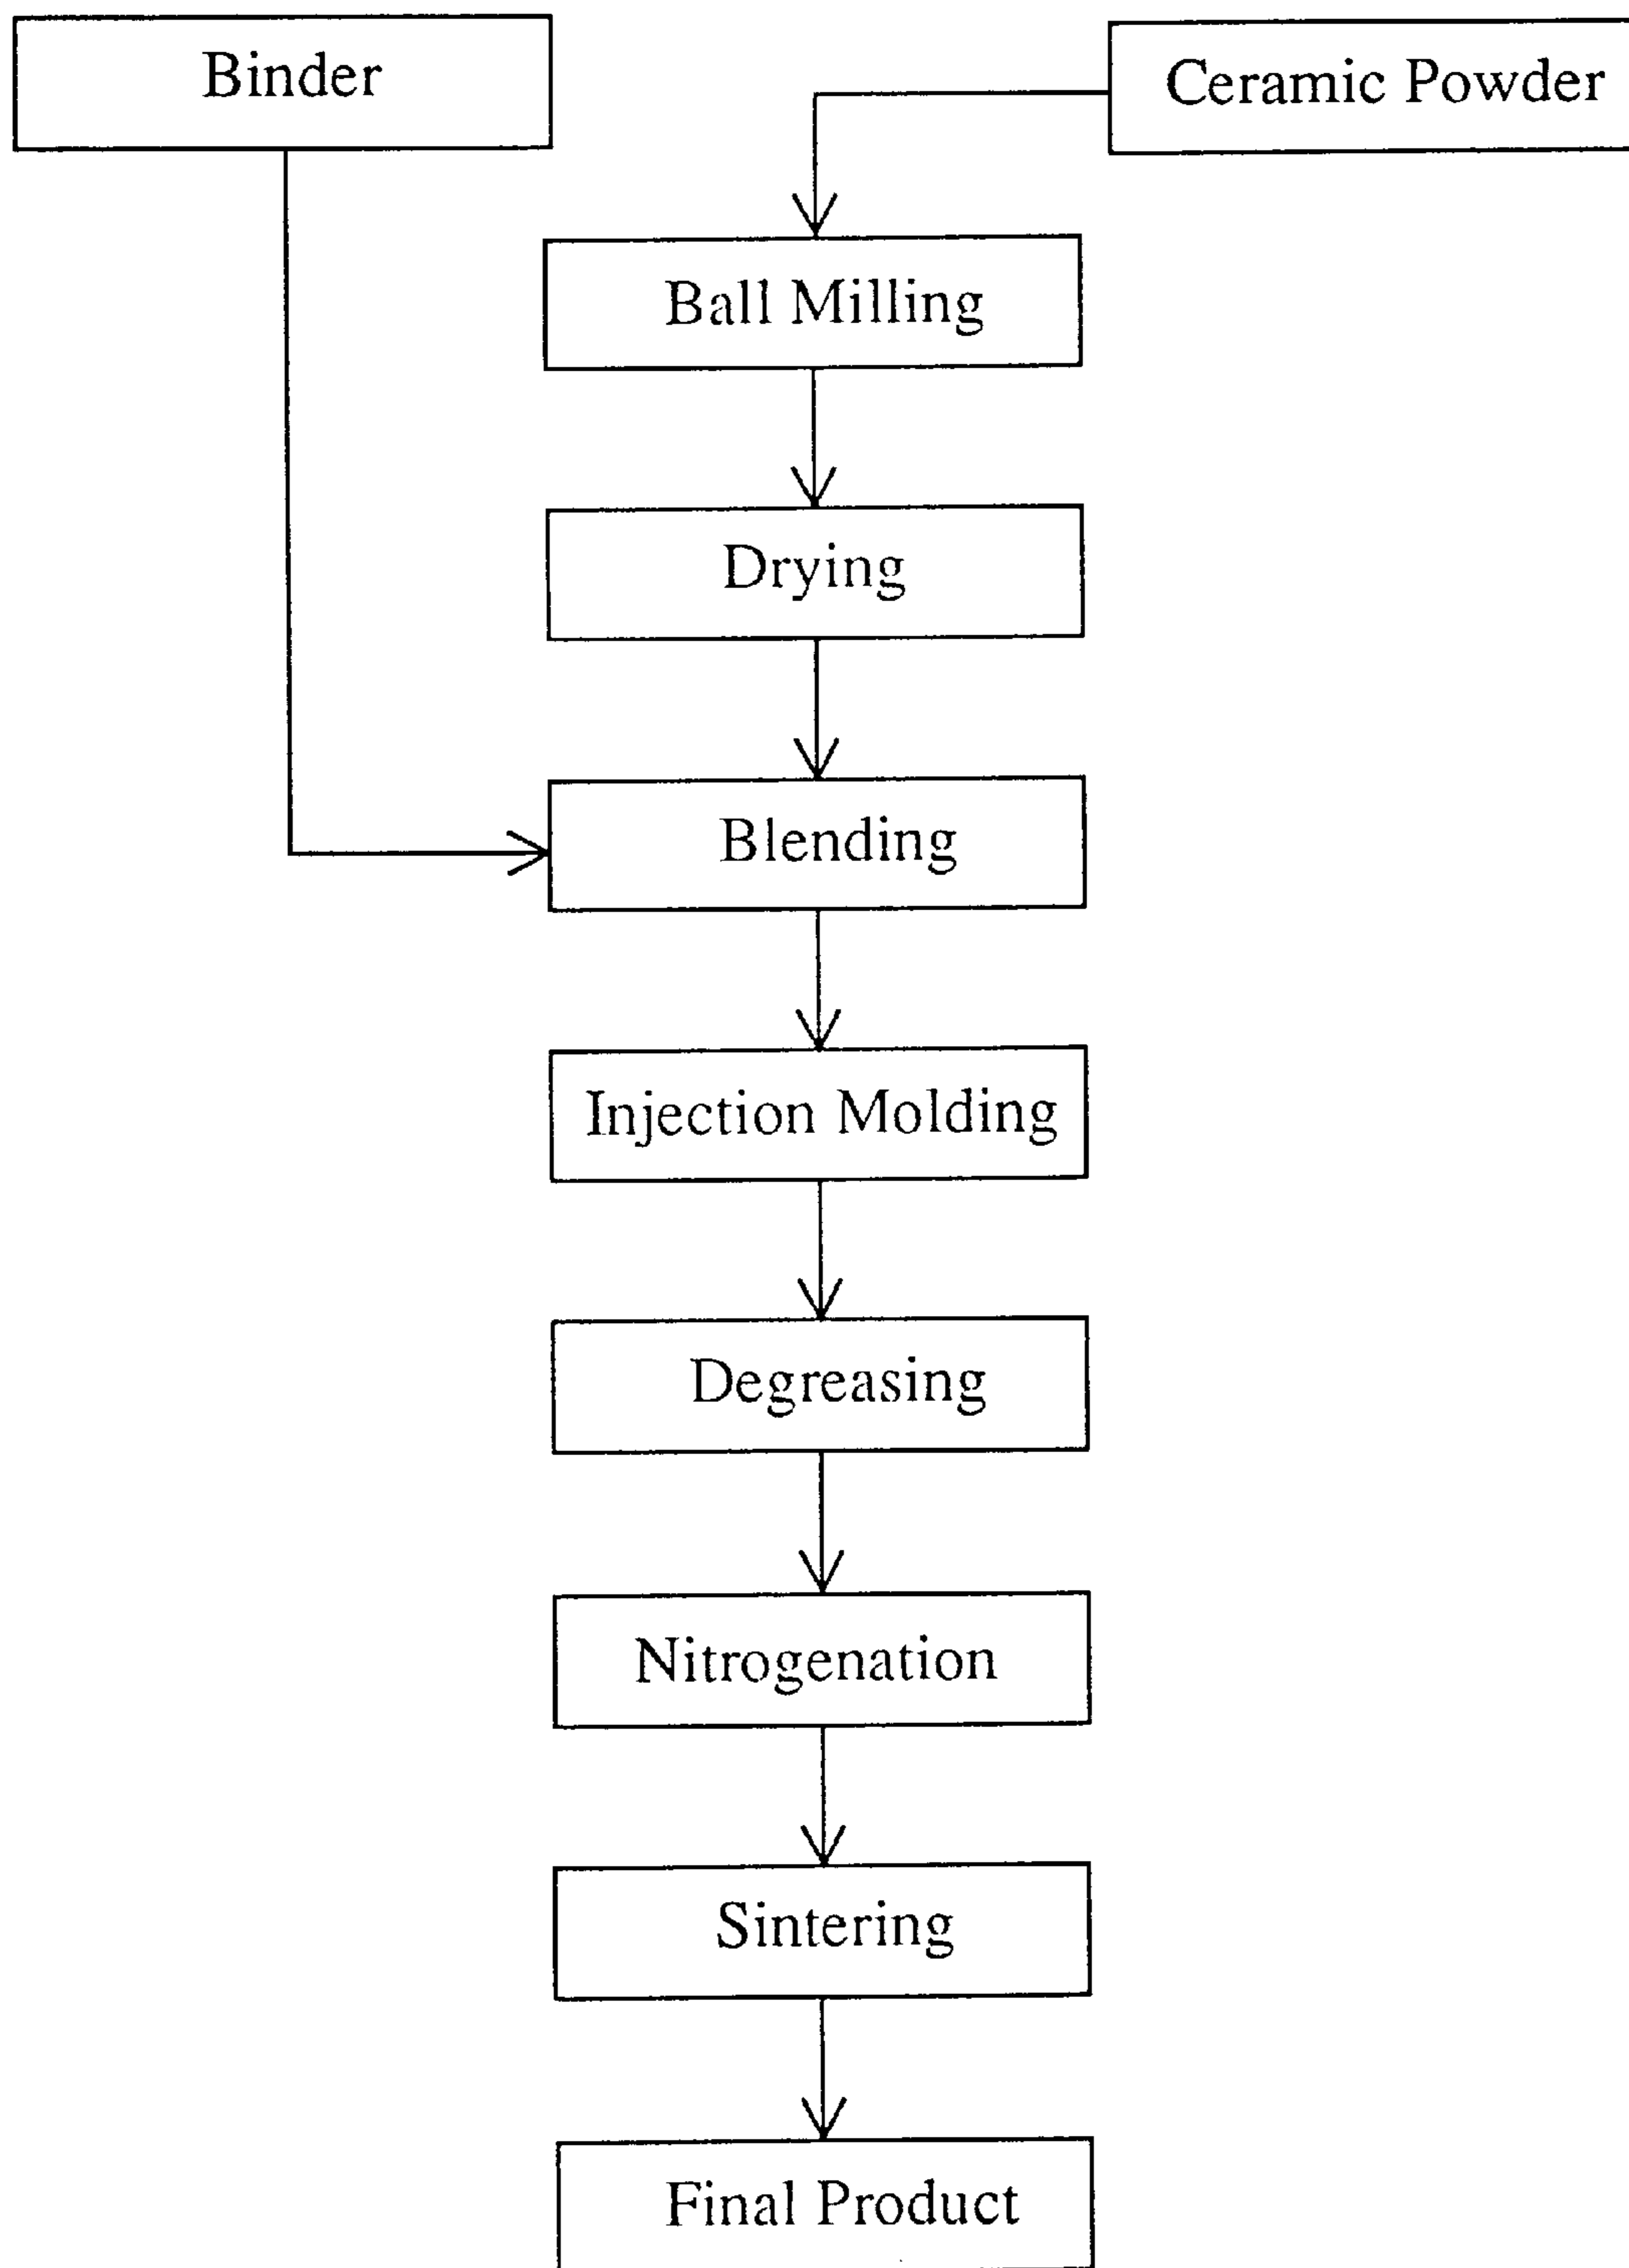 Binder
Ceramic Powder
Ball Milling
Drying
Blending
Injection Molding
Degreasing
Nitrogenation
Sintering
Final Product